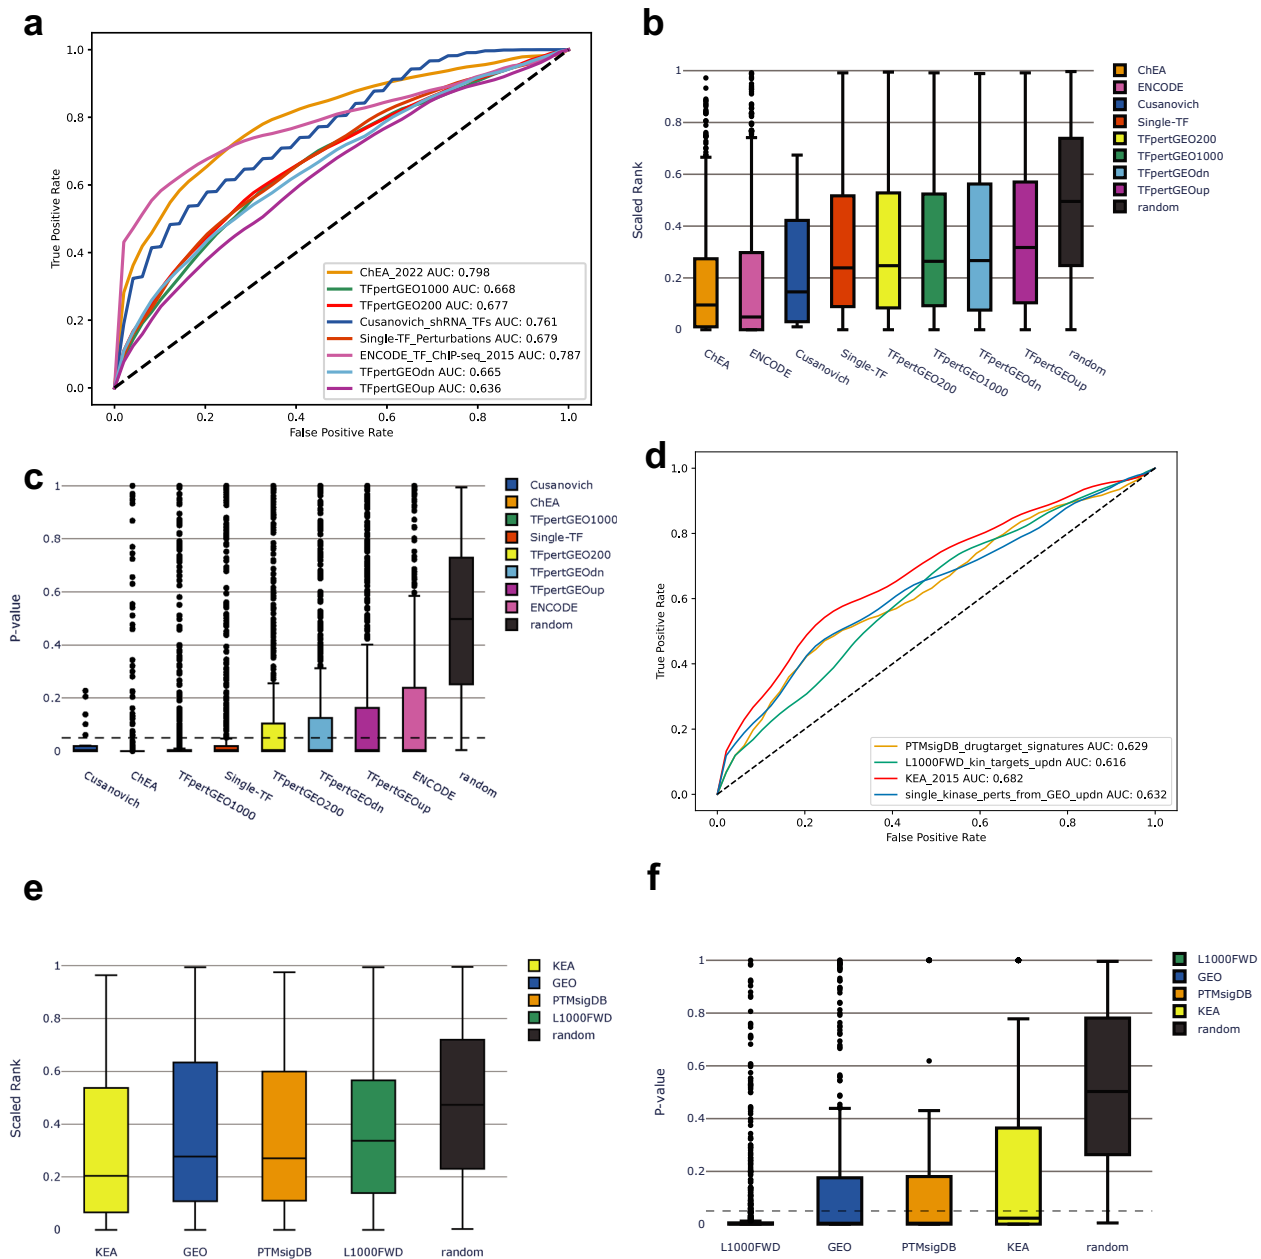 a
1.0
0.8
0.6
0.4
0.2
0.0
True Positive Rate
ChEA_2022 AUC: 0.798
TFpertGEO1000 AUC: 0.668
TFpertGEO200 AUC: 0.677
Cusanovich_shRNA_TFs AUC: 0.761
Single-TF_Perturbations AUC: 0.679
ENCODE_TF_ChIP-seq_2015 AUC: 0.787
TFpertGEOdn AUC: 0.665
TFpertGEOup AUC: 0.636
0.0 0.2 0.4 0.6 0.8 1.0
False Positive Rate
b
1
0.8
0.6
0.4
0.2
0
Scaled Rank
ChEA
ENCODE
Cusanovich
Single-TF
TFpertGEO200
TFpertGEO1000
TFpertGEOdn
TFpertGEOup
random
ChEA ENCODE Cusanovich Single-TF TFpertGEO200 TFpertGEO1000 TFpertGEOdn TFpertGEOup random
c
1
0.8
0.6
0.4
0.2
0
P-value
Cusanovich
ChEA
TFpertGEO1000
Single-TF
TFpertGEO200
TFpertGEOdn
TFpertGEOup
ENCODE
random
Cusanovich ChEA TFpertGEO1000 Single-TF TFpertGEO200 TFpertGEOdn TFpertGEOup ENCODE random
d
1.0
0.8
0.6
0.4
0.2
0.0
True Positive Rate
PTMsigDB_drugtarget_signatures AUC: 0.629
L1000FWD_kin_targets_updn AUC: 0.616
KEA_2015 AUC: 0.682
single_kinase_perts_from_GEO_updn AUC: 0.632
0.0 0.2 0.4 0.6 0.8 1.0
False Positive Rate
e
1
0.8
0.6
0.4
0.2
0
Scaled Rank
KEA
GEO
PTMsigDB
L1000FWD
random
KEA GEO PTMsigDB L1000FWD random
f
1
0.8
0.6
0.4
0.2
0
P-value
L1000FWD
GEO
PTMsigDB
KEA
random
L1000FWD GEO PTMsigDB KEA random